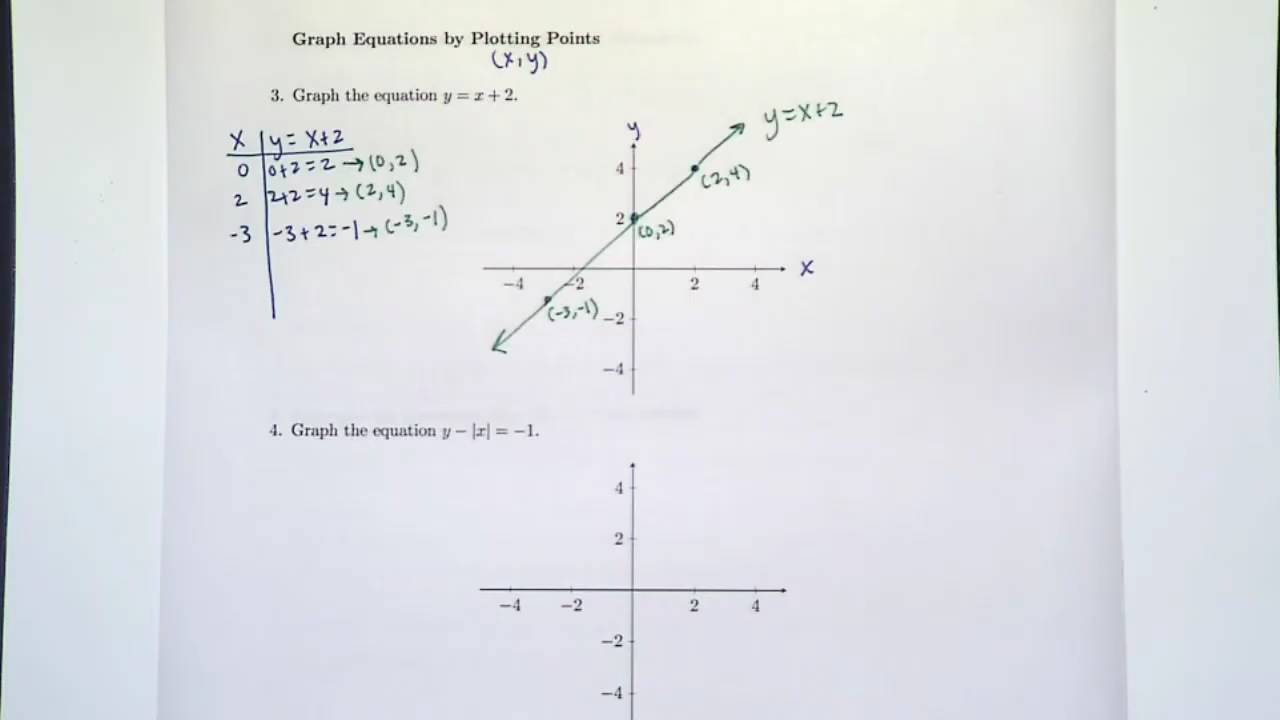 Graph Equations by Plotting Points
(x, y)
3. Graph the equation y = x + 2.
x | y = x+2
0 | 0+2=2 → (0,2)
2 | 2+2=4 → (2,4)
-3 | -3+2=-1 → (-3,-1)
y
y=x+2
4
(2,4)
2
(0,2)
x
−4 −2 2 4
(-3,-1)
−2
−4
4. Graph the equation y − |x| = −1.
4
2
−4 −2 2 4
−2
−4